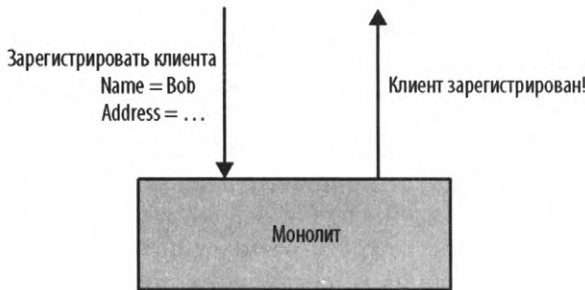 Зарегистрировать клиента
Name = Bob
Address = ...
Клиент зарегистрирован!
Монолит